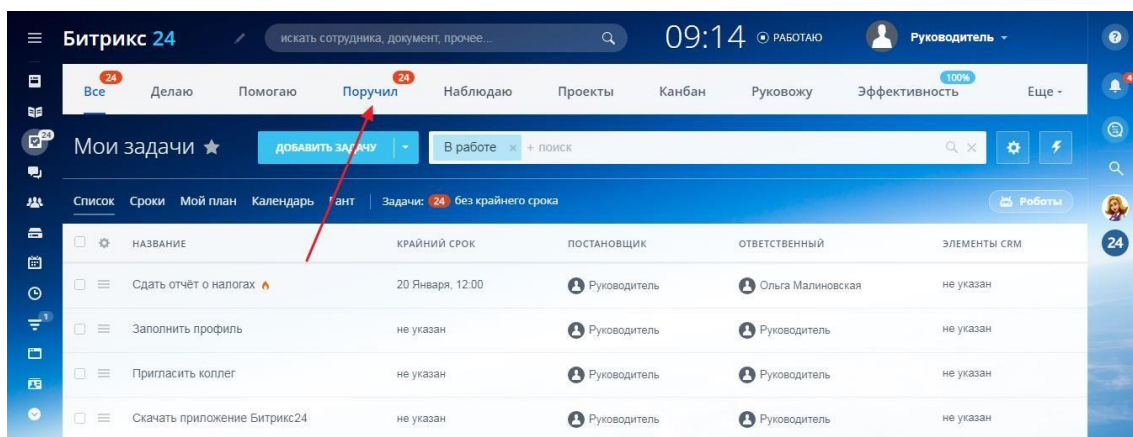 Битрикс 24 искать сотрудника, документ, прочее... 09:14 РАБОТАЮ Руководитель ?
24 24 100% 4
Все Делаю Помогаю Поручил Наблюдаю Проекты Канбан Руковожу Эффективность Еще
24
Мои задачи ДОБАВИТЬ ЗАДАЧУ В работе × + поиск
Список Сроки Мой план Календарь Гант Задачи: 24 без крайнего срока Роботы
НАЗВАНИЕ КРАЙНИЙ СРОК ПОСТАНОВЩИК ОТВЕТСТВЕННЫЙ ЭЛЕМЕНТЫ CRM 24
Сдать отчёт о налогах 20 Января, 12:00 Руководитель Ольга Малиновская не указан
1
Заполнить профиль не указан Руководитель Руководитель не указан
Пригласить коллег не указан Руководитель Руководитель не указан
Скачать приложение Битрикс24 не указан Руководитель Руководитель не указан